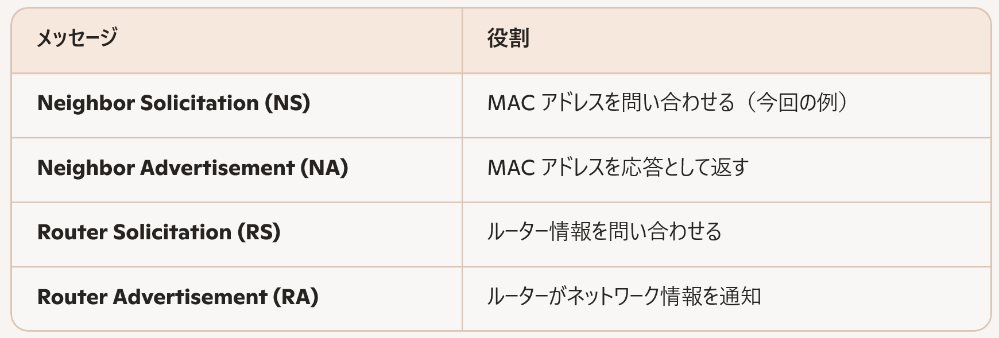 メッセージ
役割
Neighbor Solicitation (NS)
MAC アドレスを問い合わせる（今回の例）
Neighbor Advertisement (NA)
MAC アドレスを応答として返す
Router Solicitation (RS)
ルーター情報を問い合わせる
Router Advertisement (RA)
ルーターがネットワーク情報を通知